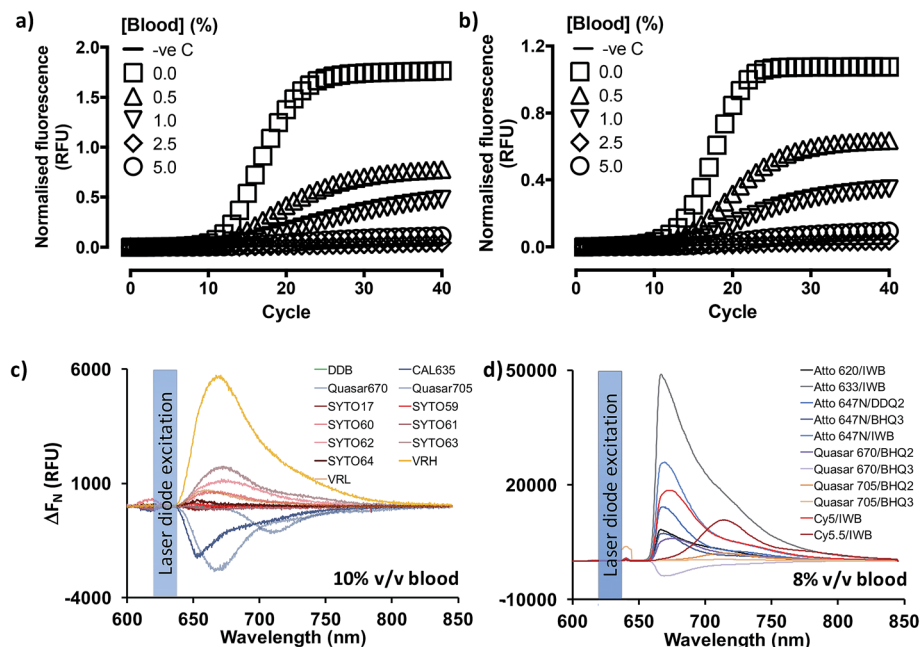 a)
[Blood] (%)
-ve C
0.0
0.5
1.0
2.5
5.0
Normalised fluorescence
(RFU)
2.0
1.5
1.0
0.5
0.0
0 10 20 30 40
Cycle
b)
[Blood] (%)
-ve C
0.0
0.5
1.0
2.5
5.0
Normalised fluorescence
(RFU)
1.2
0.8
0.4
0.0
0 10 20 30 40
Cycle
c)
ΔFN (RFU)
6000
1000
-4000
Laser diode excitation
DDB CAL635
Quasar670 Quasar705
SYTO17 SYTO59
SYTO60 SYTO61
SYTO62 SYTO63
SYTO64 VRH
VRL
10% v/v blood
600 650 700 750 800 850
Wavelength (nm)
d)
50000
20000
-10000
Laser diode excitation
Atto 620/IWB
Atto 633/IWB
Atto 647N/DDQ2
Atto 647N/BHQ3
Atto 647N/IWB
Quasar 670/BHQ2
Quasar 670/BHQ3
Quasar 705/BHQ2
Quasar 705/BHQ3
Cy5/IWB
Cy5.5/IWB
8% v/v blood
600 650 700 750 800 850
Wavelength (nm)